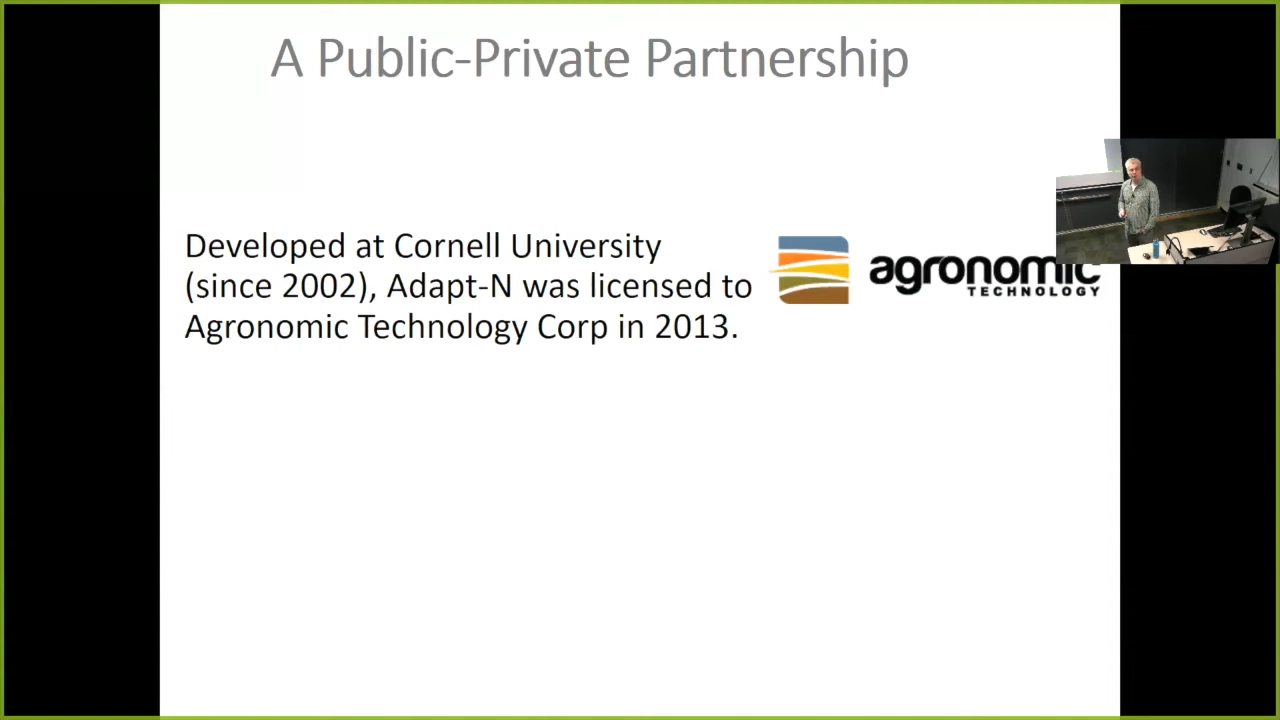 A Public-Private Partnership
Developed at Cornell University
(since 2002), Adapt-N was licensed to
Agronomic Technology Corp in 2013.
agronomic
TECHNOLOGY